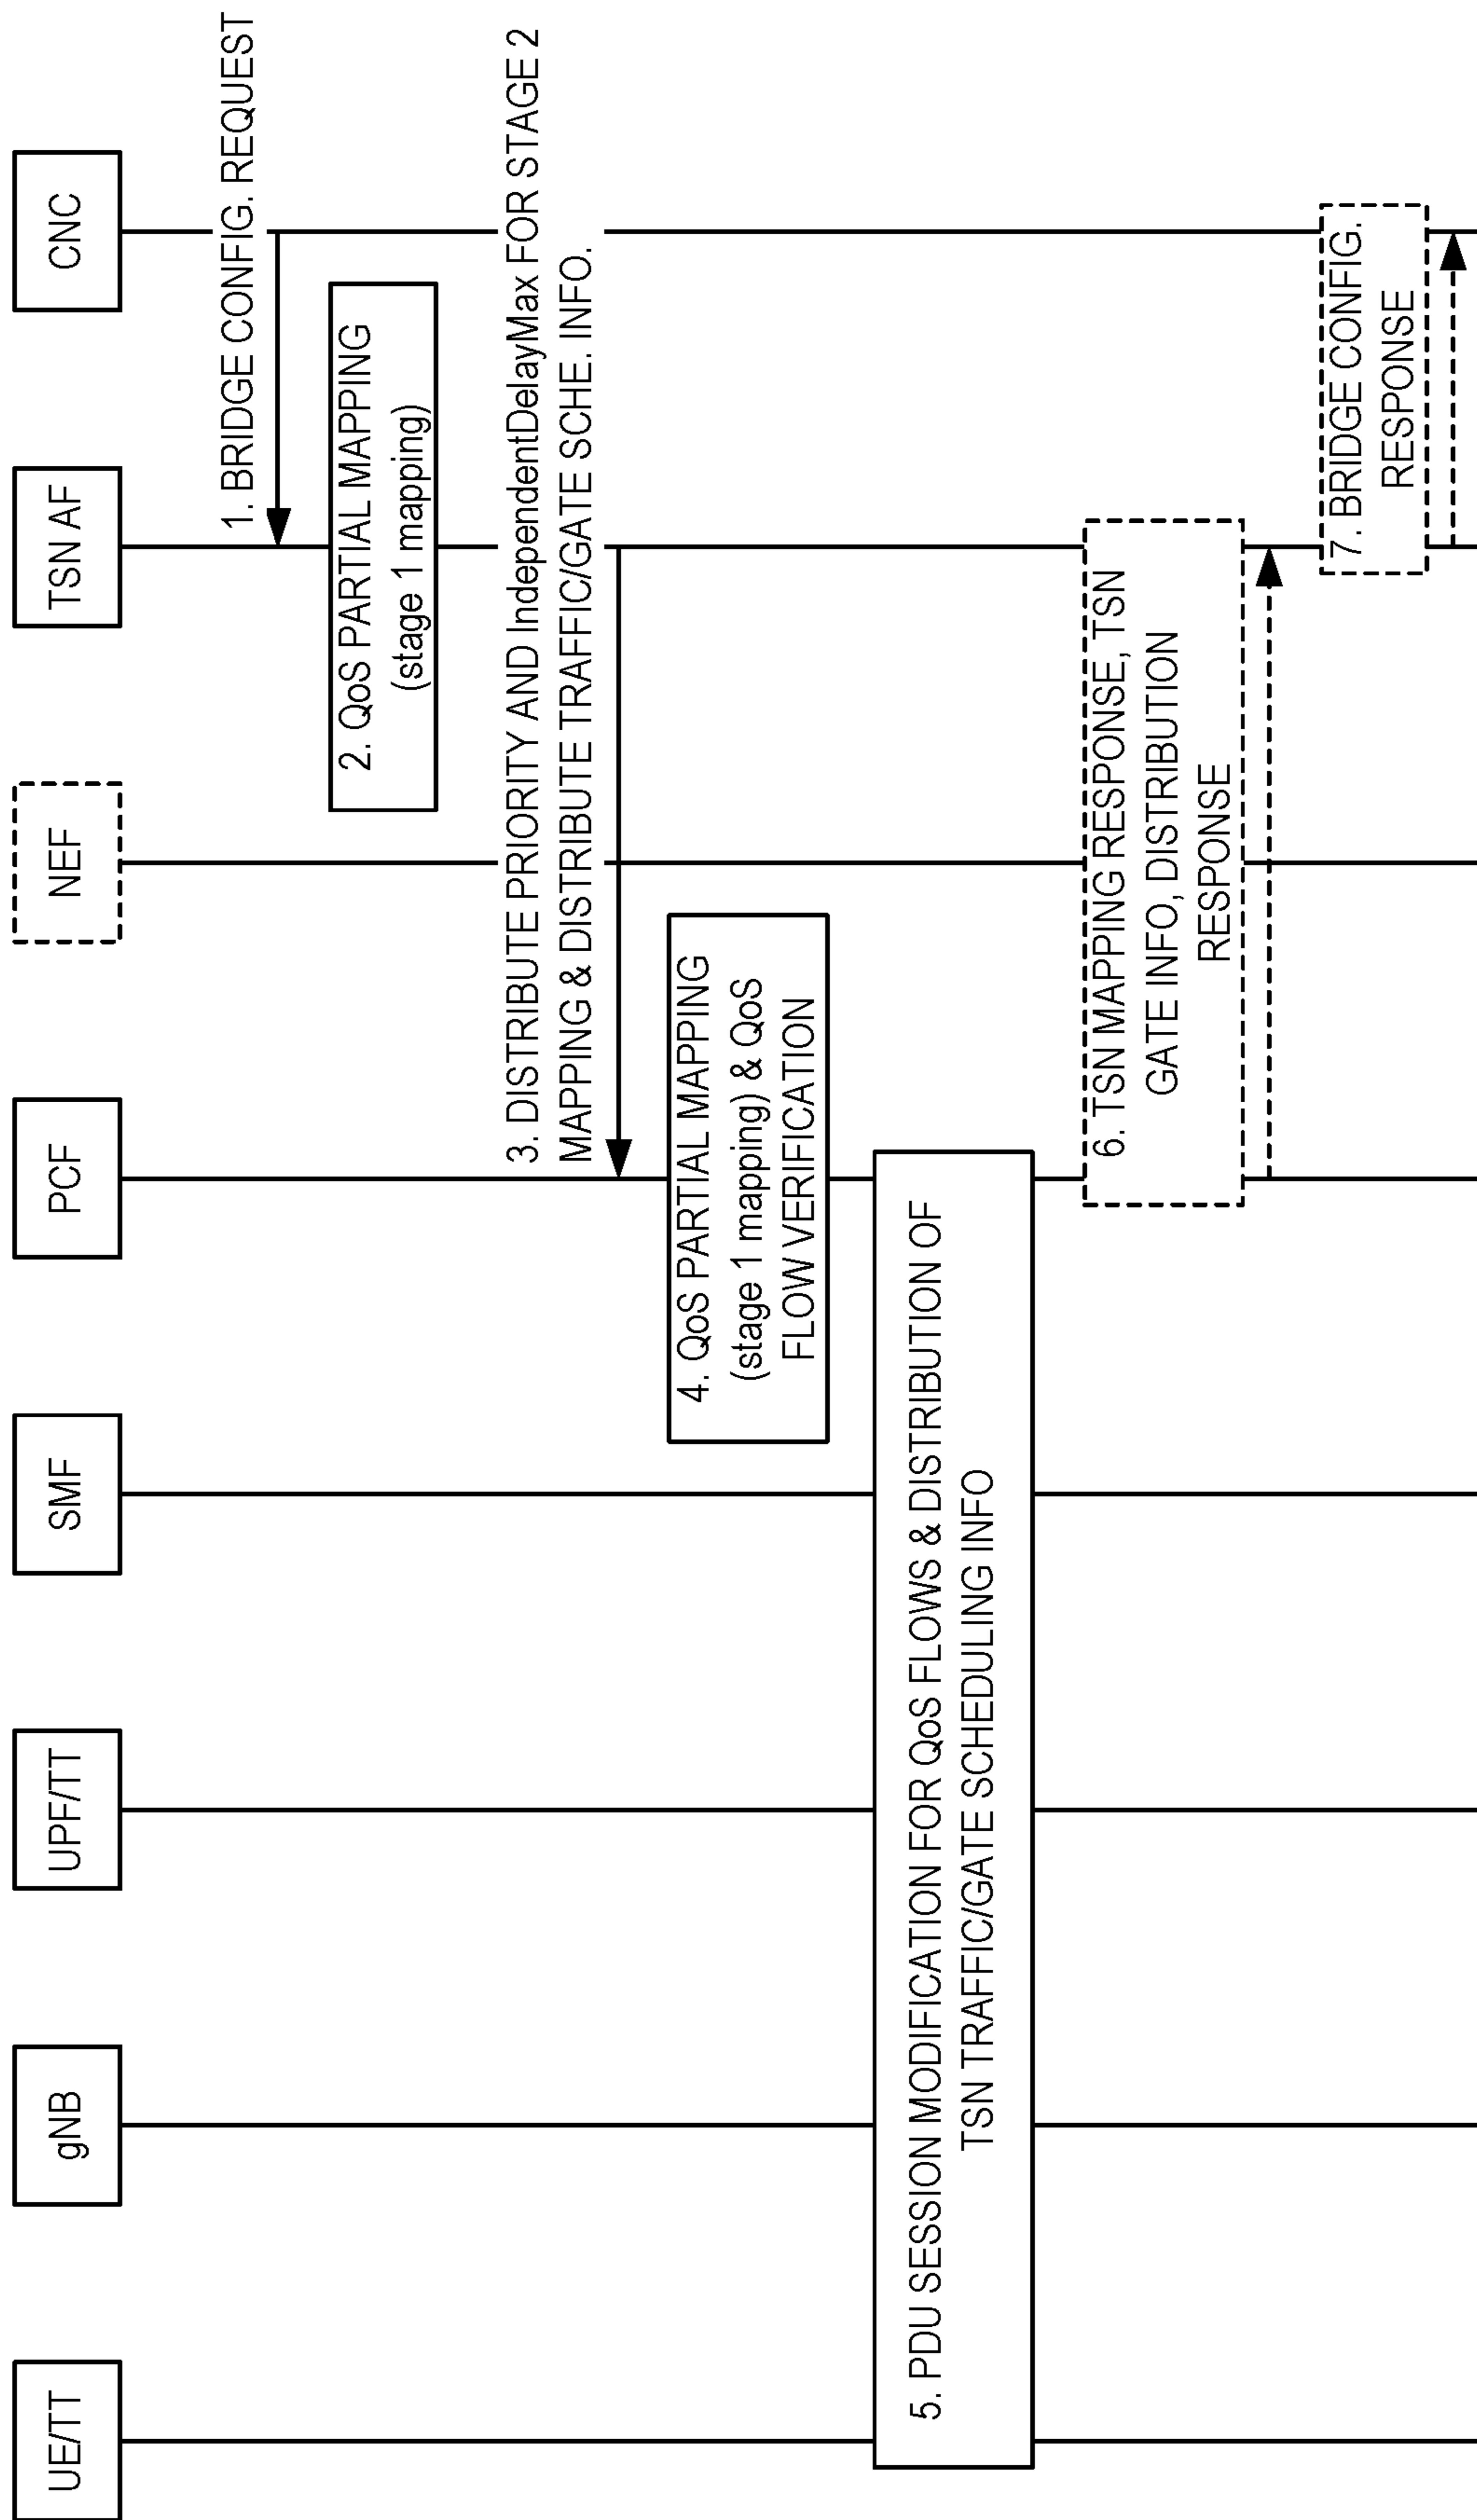 UE/TT
gNB
UPF/TT
SMF
PCF
NEF
TSN AF
CNC
1. BRIDGE CONFIG. REQUEST
2. QoS PARTIAL MAPPING
(stage 1 mapping)
3. DISTRIBUTE PRIORITY AND IndependentDelayMax FOR STAGE 2
MAPPING & DISTRIBUTE TRAFFIC/GATE SCHE. INFO.
4. QoS PARTIAL MAPPING
(stage 1 mapping) & QoS
FLOW VERIFICATION
5. PDU SESSION MODIFICATION FOR QoS FLOWS & DISTRIBUTION OF
TSN TRAFFIC/GATE SCHEDULING INFO
6. TSN MAPPING RESPONSE, TSN
GATE INFO, DISTRIBUTION
RESPONSE
7. BRIDGE CONFIG.
RESPONSE